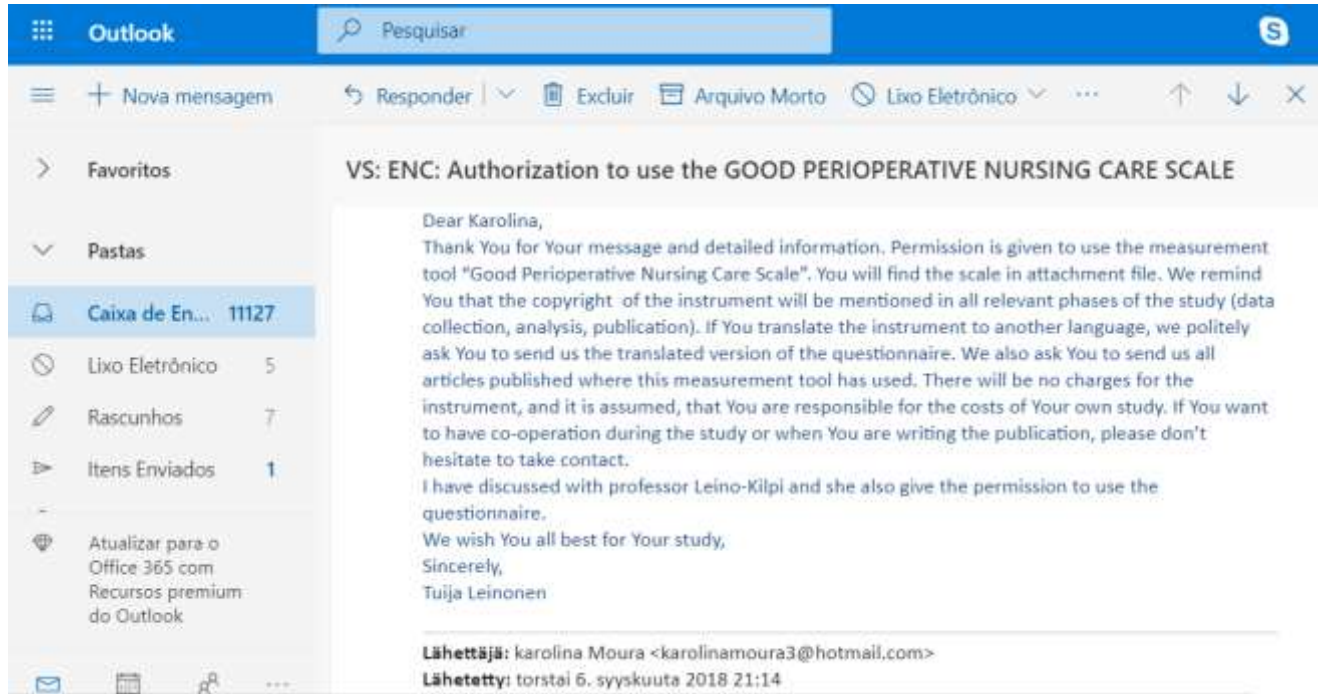 Outlook
Pesquisar
Nova mensagem
Responder
Excluir
Arquivo Morto
Lixo Eletrônico
Favoritos
VS: ENC: Authorization to use the GOOD PERIOPERATIVE NURSING CARE SCALE
Pastas
Caixa de En... 11127
Lixo Eletrônico 5
Rascunhos 7
Itens Enviados 1
Atualizar para o
Office 365 com
Recursos premium
do Outlook
Dear Karolina,
Thank You for Your message and detailed information. Permission is given to use the measurement
tool "Good Perioperative Nursing Care Scale". You will find the scale in attachment file. We remind
You that the copyright of the instrument will be mentioned in all relevant phases of the study (data
collection, analysis, publication). If You translate the instrument to another language, we politely
ask You to send us the translated version of the questionnaire. We also ask You to send us all
articles published where this measurement tool has used. There will be no charges for the
instrument, and it is assumed, that You are responsible for the costs of Your own study. If You want
to have co-operation during the study or when You are writing the publication, please don't
hesitate to take contact.
I have discussed with professor Leino-Kilpi and she also give the permission to use the
questionnaire.
We wish You all best for Your study,
Sincerely,
Tuija Leinonen
Lähettäjä: karolina Moura <karolinamoura3@hotmail.com>
Lähetetty: torstai 6. syyskuuta 2018 21:14